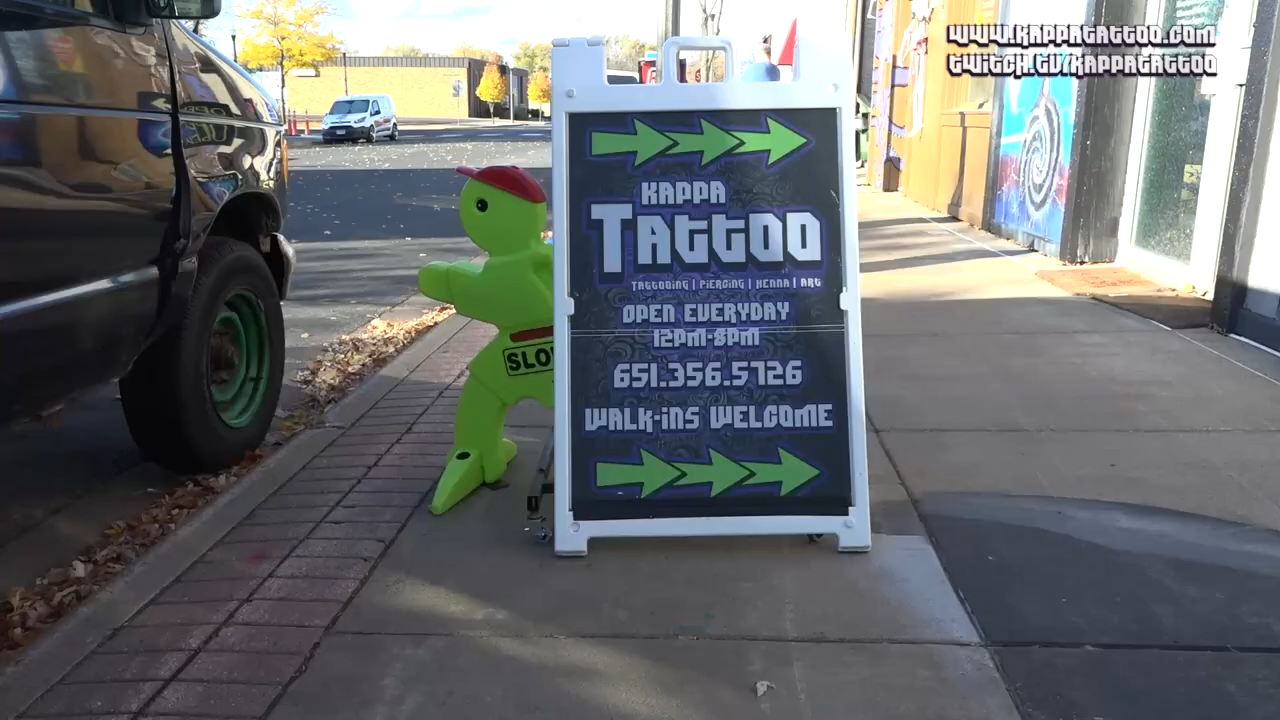 WWW.KAPPATATTOO.COM
TWITCH.TV/KAPPATATTOO
KAPPA
TATTOO
TATTOOING | PIERCING | HENNA | ART
OPEN EVERYDAY
12PM-8PM
651.356.5726
WALK-INS WELCOME
SLO